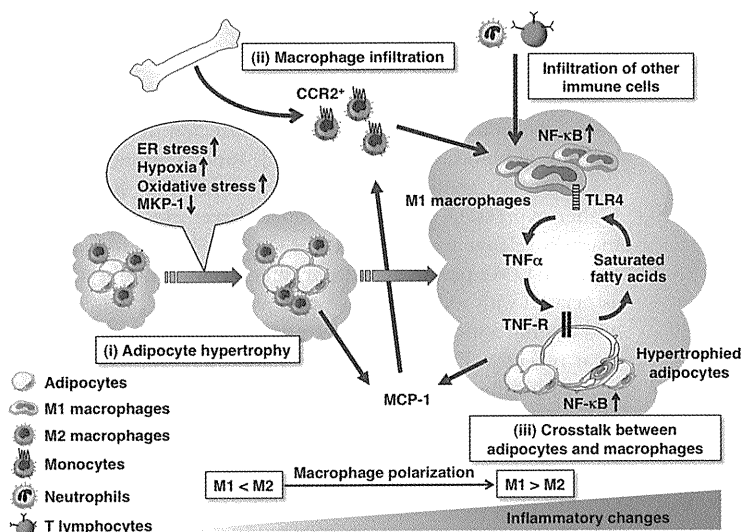 (ii) Macrophage infiltration
Infiltration of other
immune cells
CCR2+
NF-κB↑
ER stress↑
Hypoxia↑
Oxidative stress↑
MKP-1↓
M1 macrophages
TLR4
TNFα
Saturated
fatty acids
TNF-R
(i) Adipocyte hypertrophy
Hypertrophied
adipocytes
MCP-1
NF-κB↑
(iii) Crosstalk between
adipocytes and macrophages
Adipocytes
M1 macrophages
M2 macrophages
Monocytes
Neutrophils
T lymphocytes
M1 < M2
Macrophage polarization
M1 > M2
Inflammatory changes